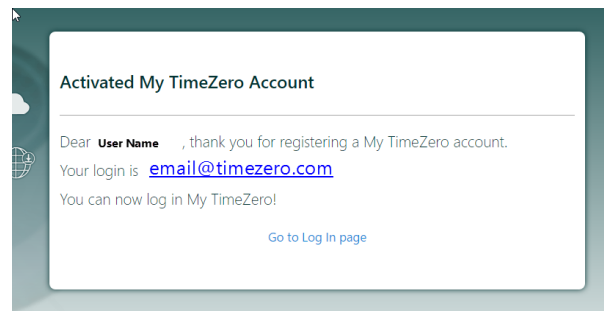 Activated My TimeZero Account
Dear User Name , thank you for registering a My TimeZero account.
Your login is email@timezero.com
You can now log in My TimeZero!
Go to Log In page